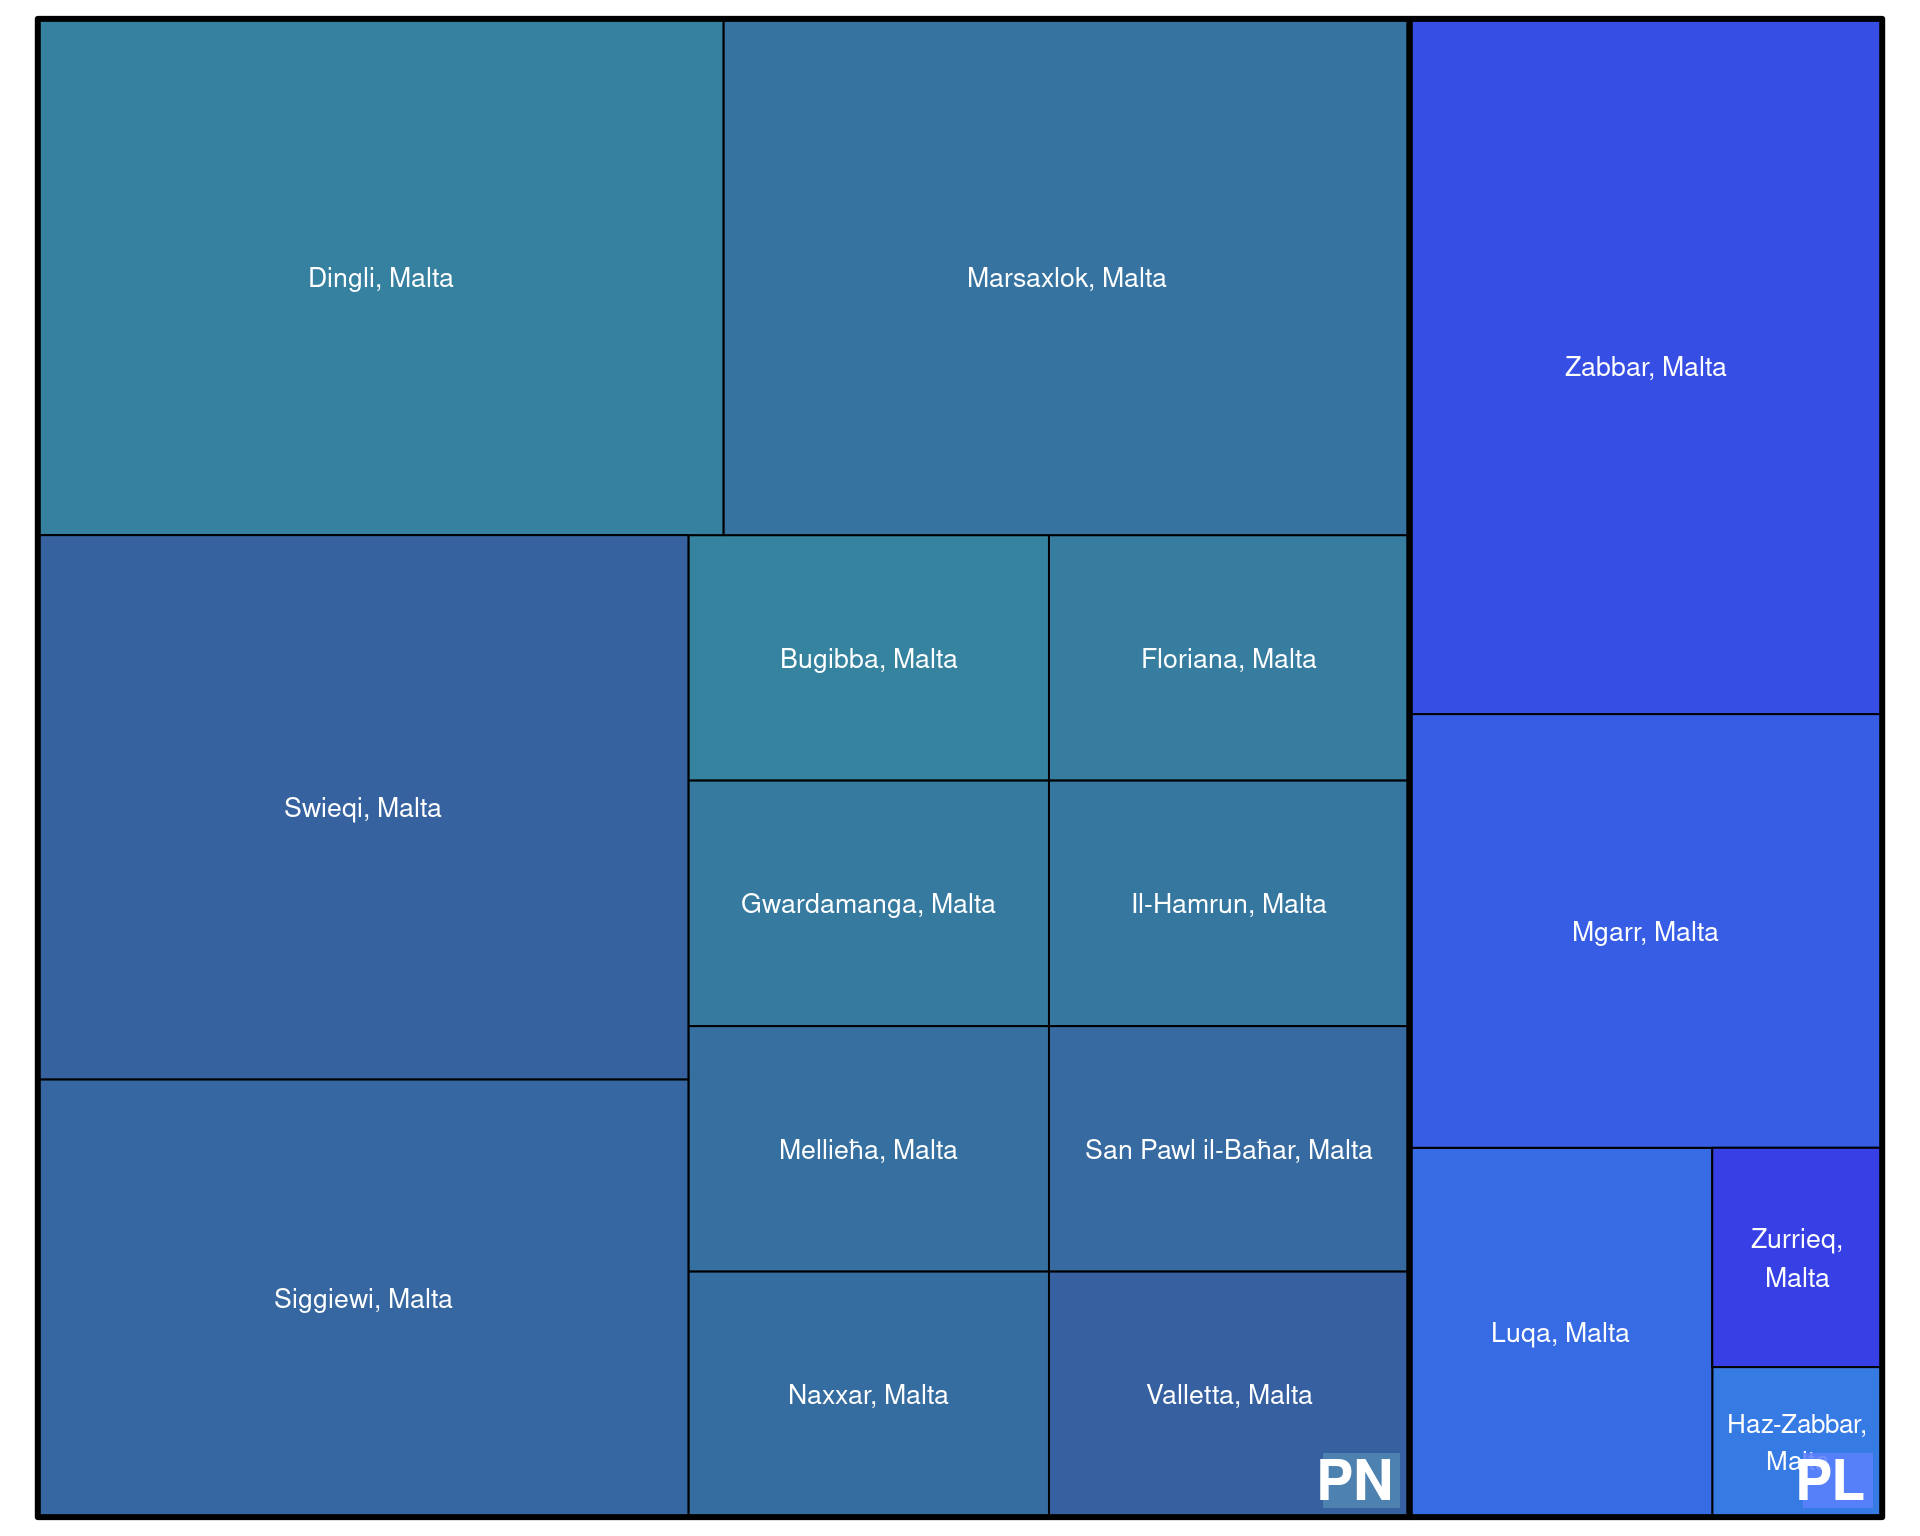 Dingli, Malta
Marsaxlok, Malta
Zabbar, Malta
Swieqi, Malta
Bugibba, Malta
Floriana, Malta
Gwardamanga, Malta
Il-Hamrun, Malta
Mgarr, Malta
Mellieħa, Malta
San Pawl il-Baħar, Malta
Siggiewi, Malta
Naxxar, Malta
Valletta, Malta
PN
Luqa, Malta
Zurrieq,
Malta
Haz-Zabbar,
Malta
PL